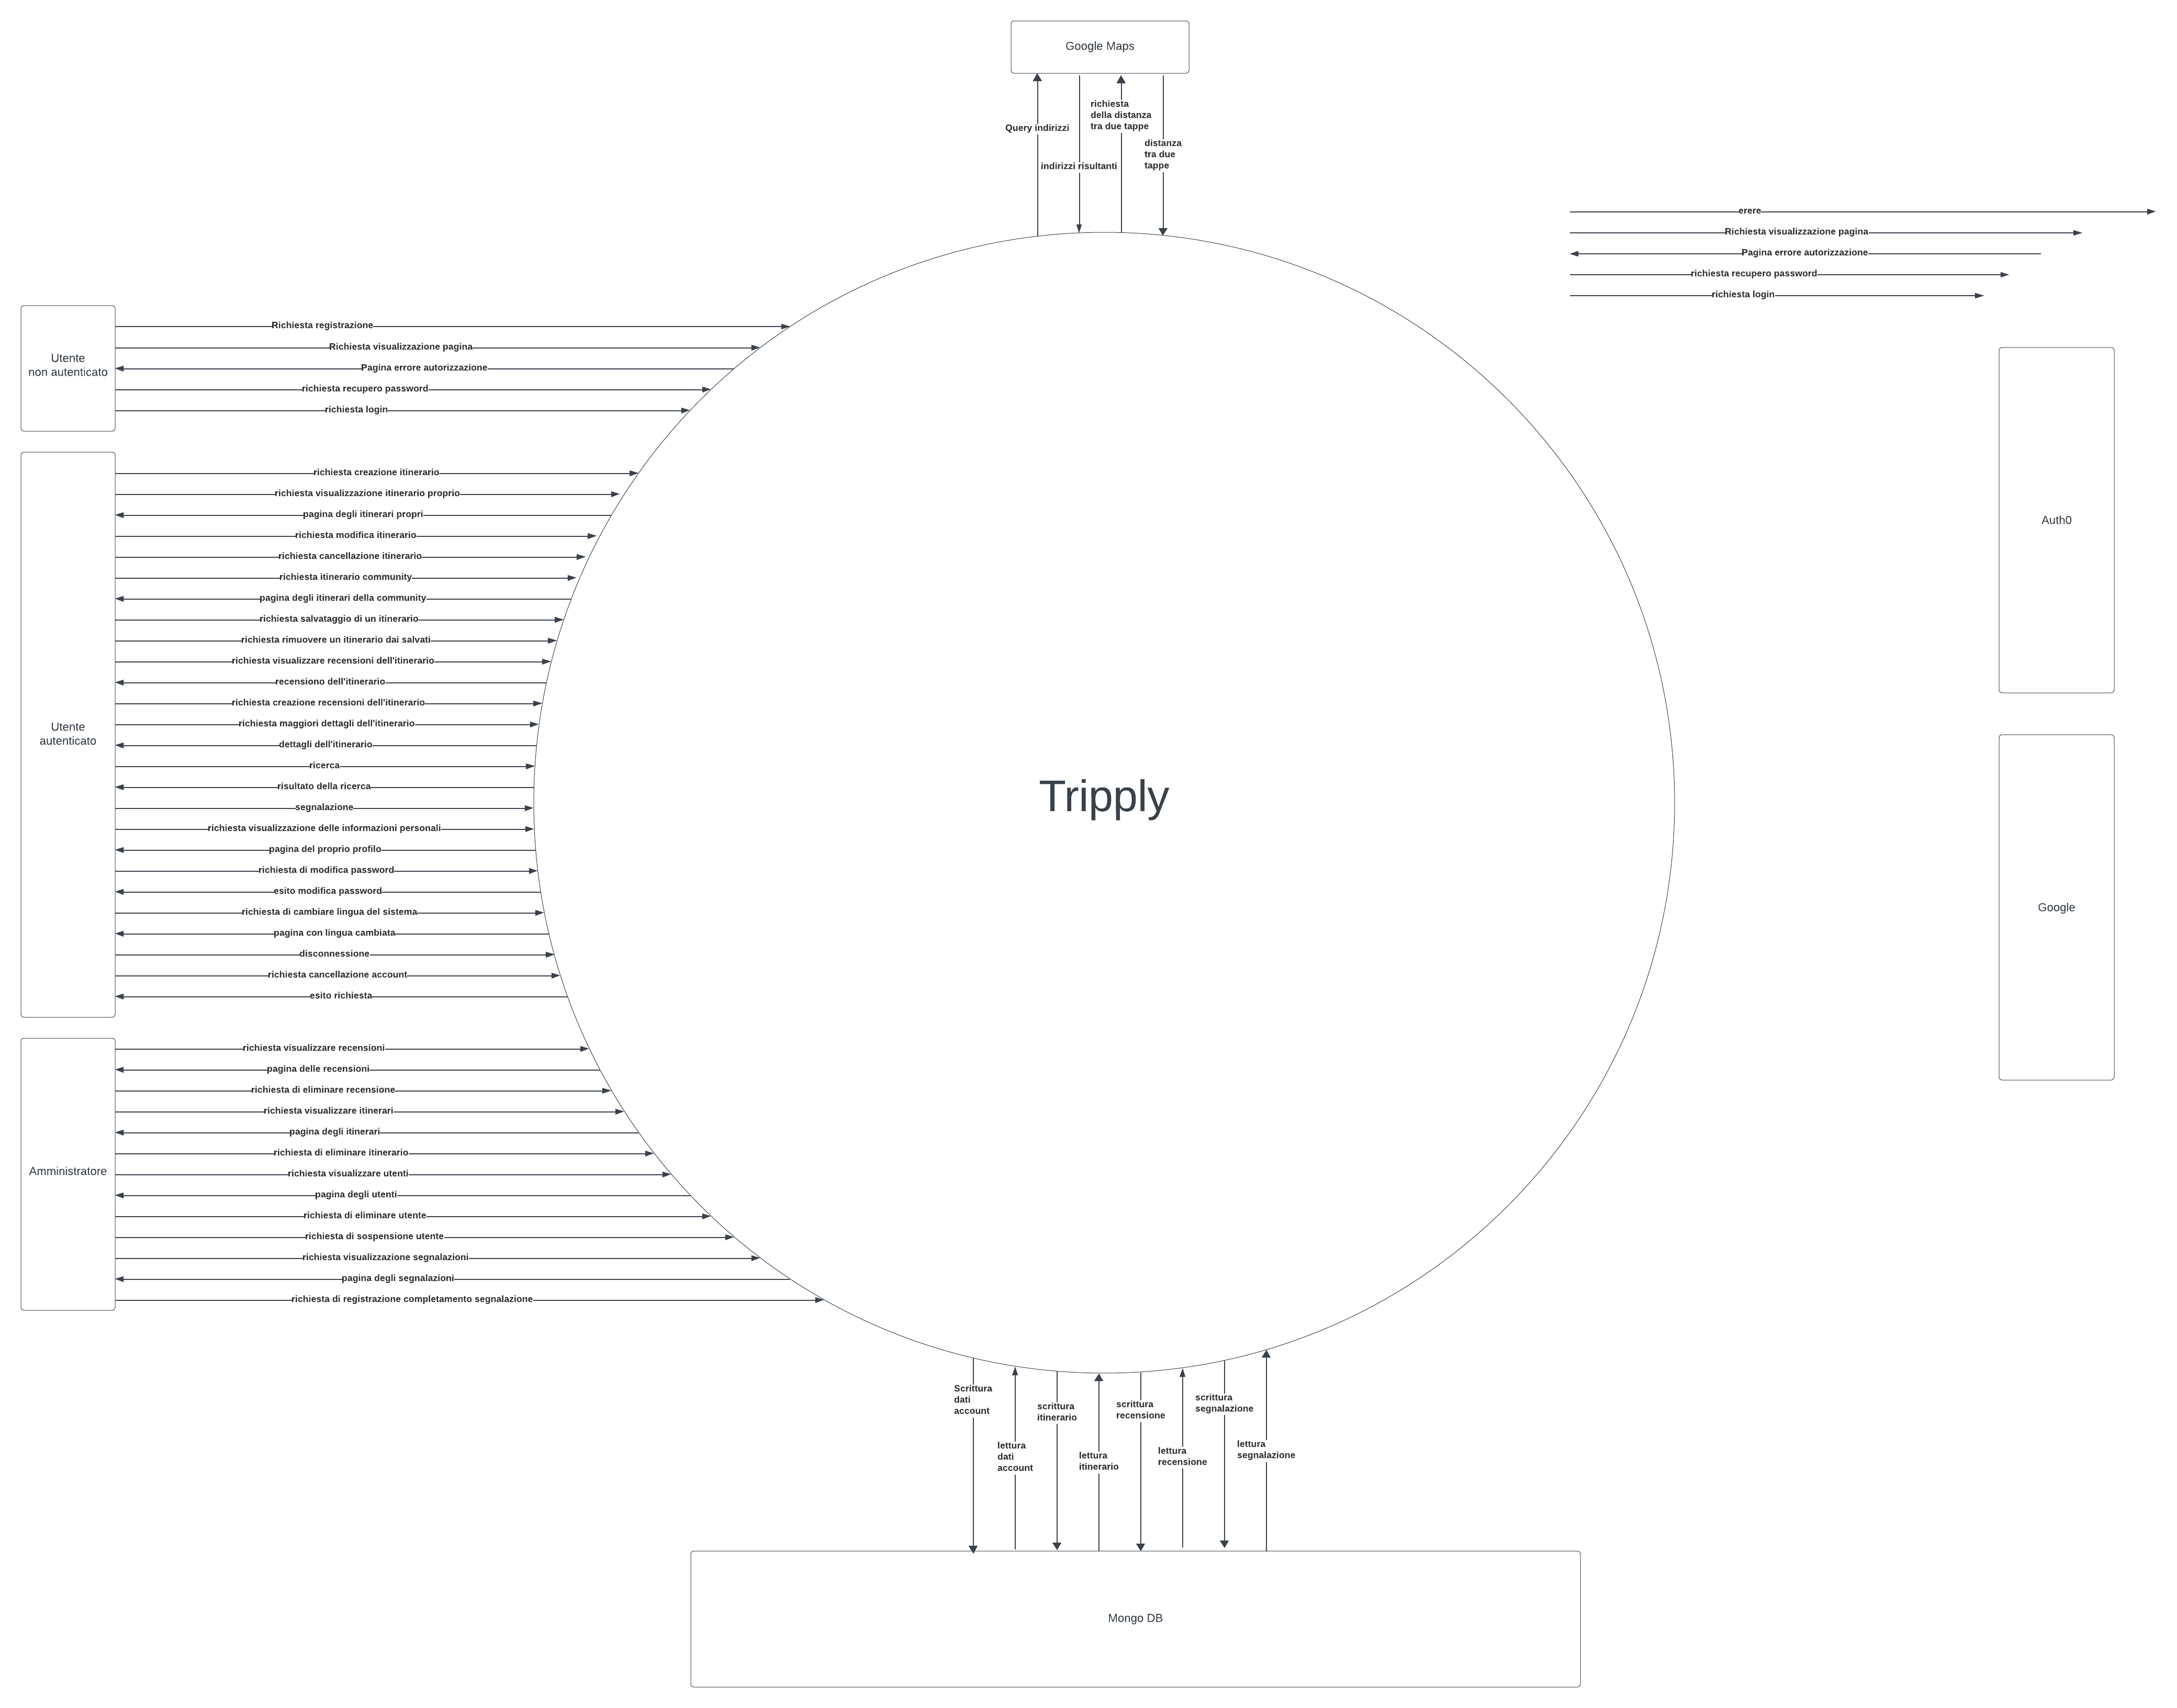 Google Maps
Query indirizzi
indirizzi risultanti
richiesta
della distanza
tra due tappe
distanza
tra due
tappe
erere
Richiesta visualizzazione pagina
Pagina errore autorizzazione
richiesta recupero password
richiesta login
Utente
non autenticato
Richiesta registrazione
Richiesta visualizzazione pagina
Pagina errore autorizzazione
richiesta recupero password
richiesta login
Utente
autenticato
richiesta creazione itinerario
richiesta visualizzazione itinerario proprio
pagina degli itinerari propri
richiesta modifica itinerario
richiesta cancellazione itinerario
richiesta itinerario community
pagina degli itinerari della community
richiesta salvataggio di un itinerario
richiesta rimuovere un itinerario dai salvati
richiesta visualizzare recensioni dell'itinerario
recensiono dell'itinerario
richiesta creazione recensioni dell'itinerario
richiesta maggiori dettagli dell'itinerario
dettagli dell'itinerario
ricerca
risultato della ricerca
segnalazione
richiesta visualizzazione delle informazioni personali
pagina del proprio profilo
richiesta di modifica password
esito modifica password
richiesta di cambiare lingua del sistema
pagina con lingua cambiata
disconnessione
richiesta cancellazione account
esito richiesta
Tripply
Auth0
Google
Amministratore
richiesta visualizzare recensioni
pagina delle recensioni
richiesta di eliminare recensione
richiesta visualizzare itinerari
pagina degli itinerari
richiesta di eliminare itinerario
richiesta visualizzare utenti
pagina degli utenti
richiesta di eliminare utente
richiesta di sospensione utente
richiesta visualizzazione segnalazioni
pagina degli segnalazioni
richiesta di registrazione completamento segnalazione
Scrittura
dati
account
lettura
dati
account
scrittura
itinerario
lettura
itinerario
scrittura
recensione
lettura
recensione
scrittura
segnalazione
lettura
segnalazione
Mongo DB